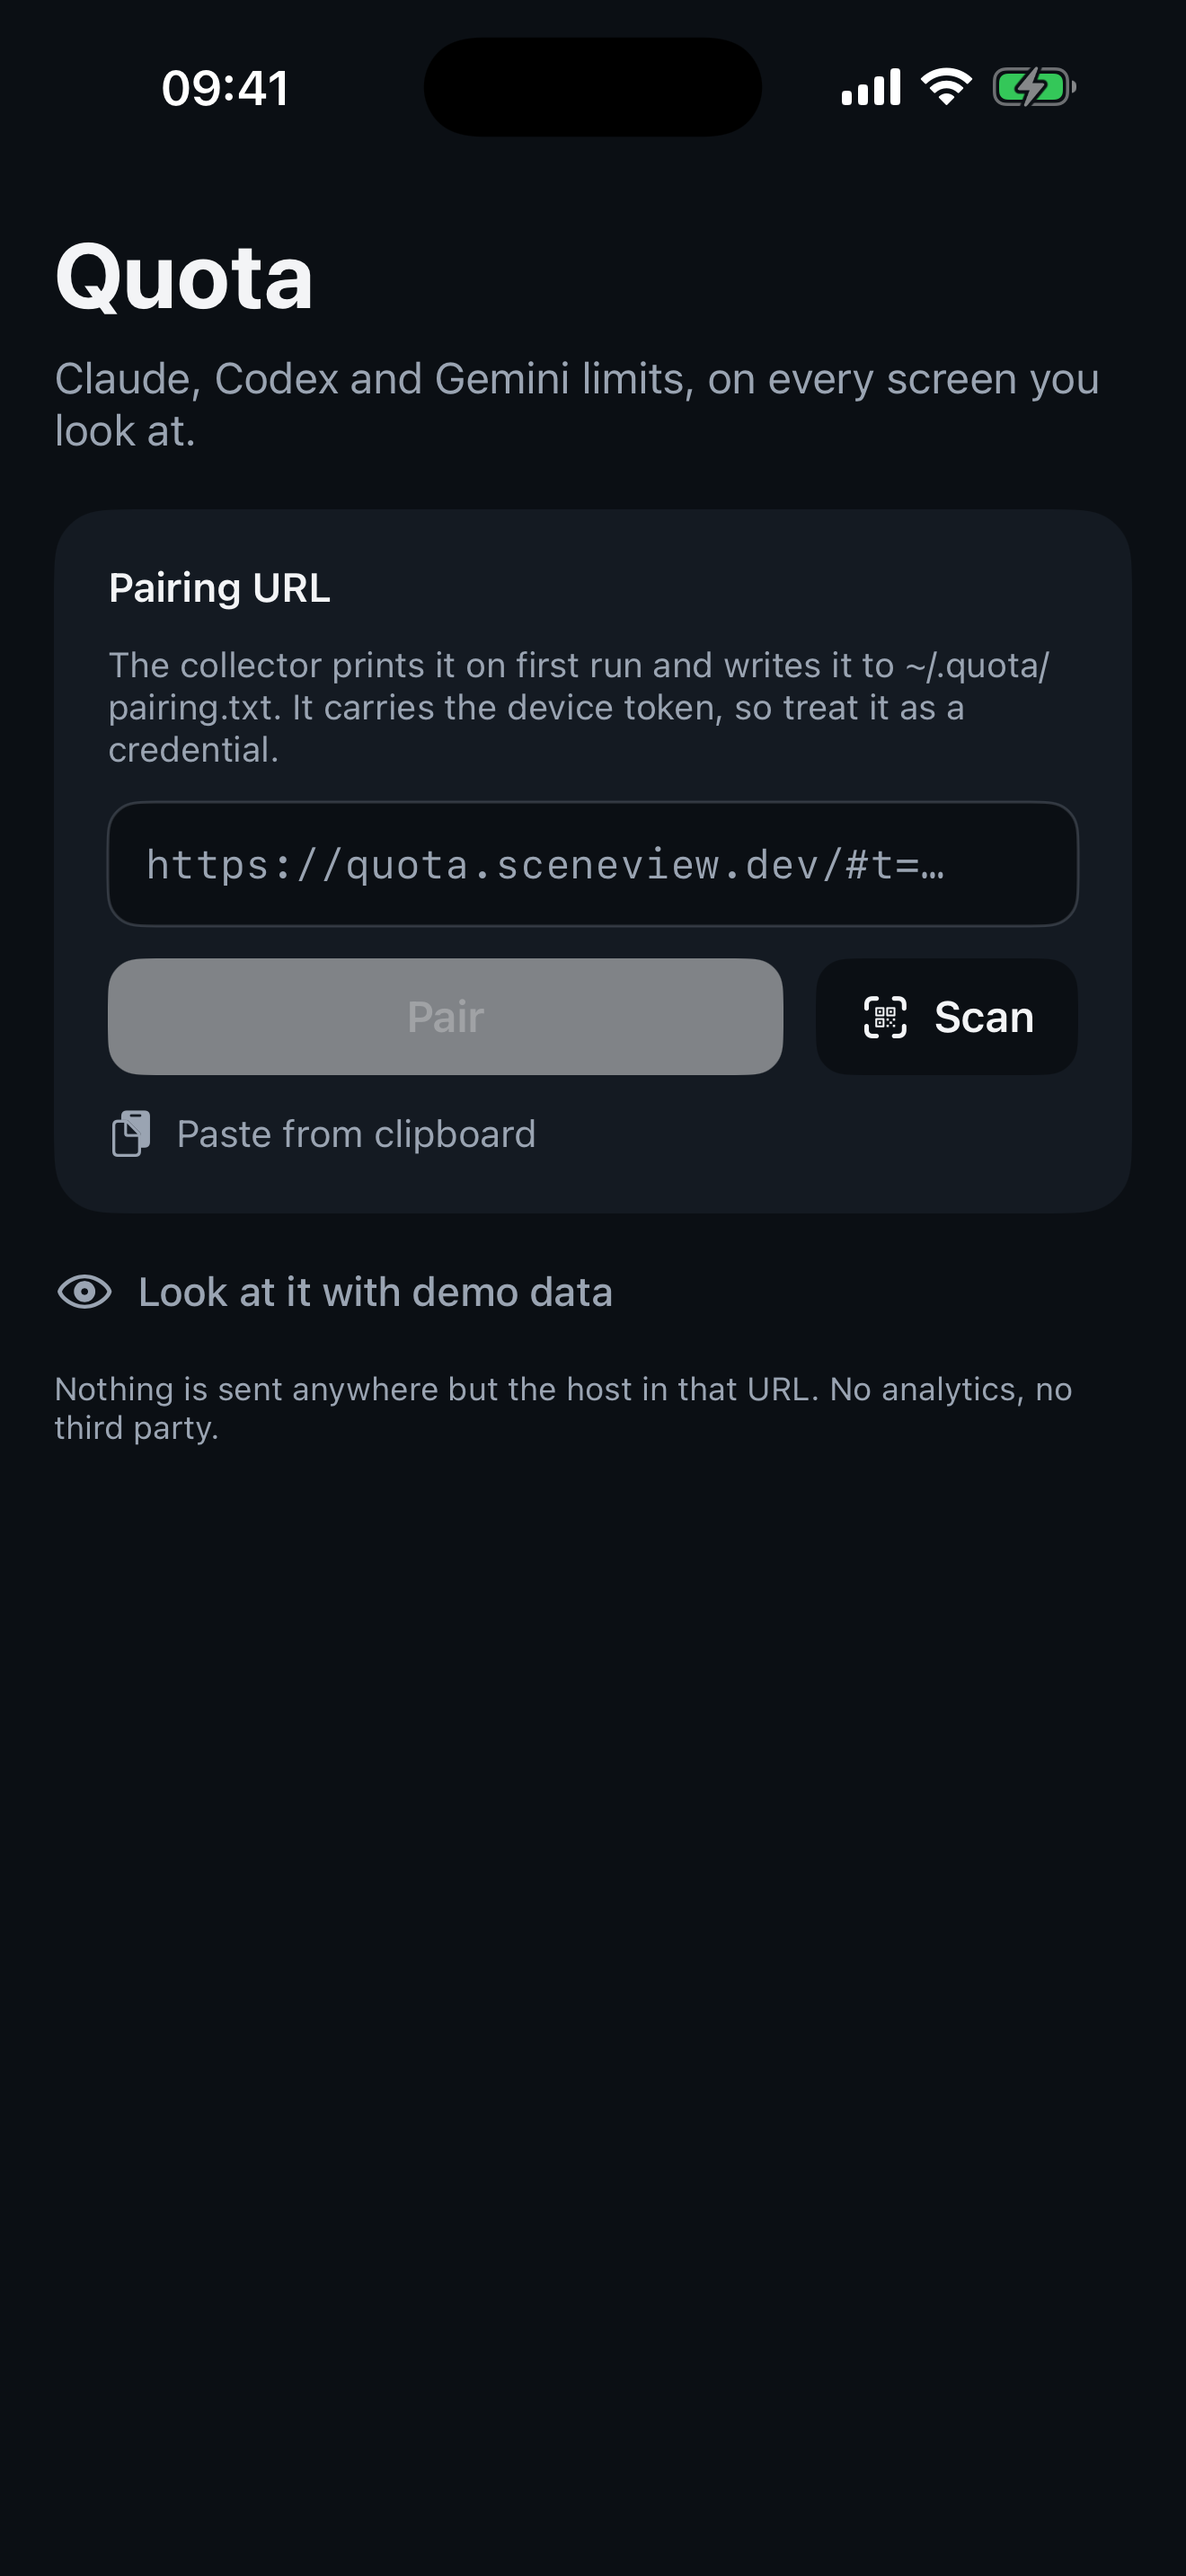 09:41
Quota
Claude, Codex and Gemini limits, on every screen you
look at.
Pairing URL
The collector prints it on first run and writes it to ~/.quota/
pairing.txt. It carries the device token, so treat it as a
credential.
https://quota.sceneview.dev/#t=…
Pair
Scan
Paste from clipboard
Look at it with demo data
Nothing is sent anywhere but the host in that URL. No analytics, no
third party.